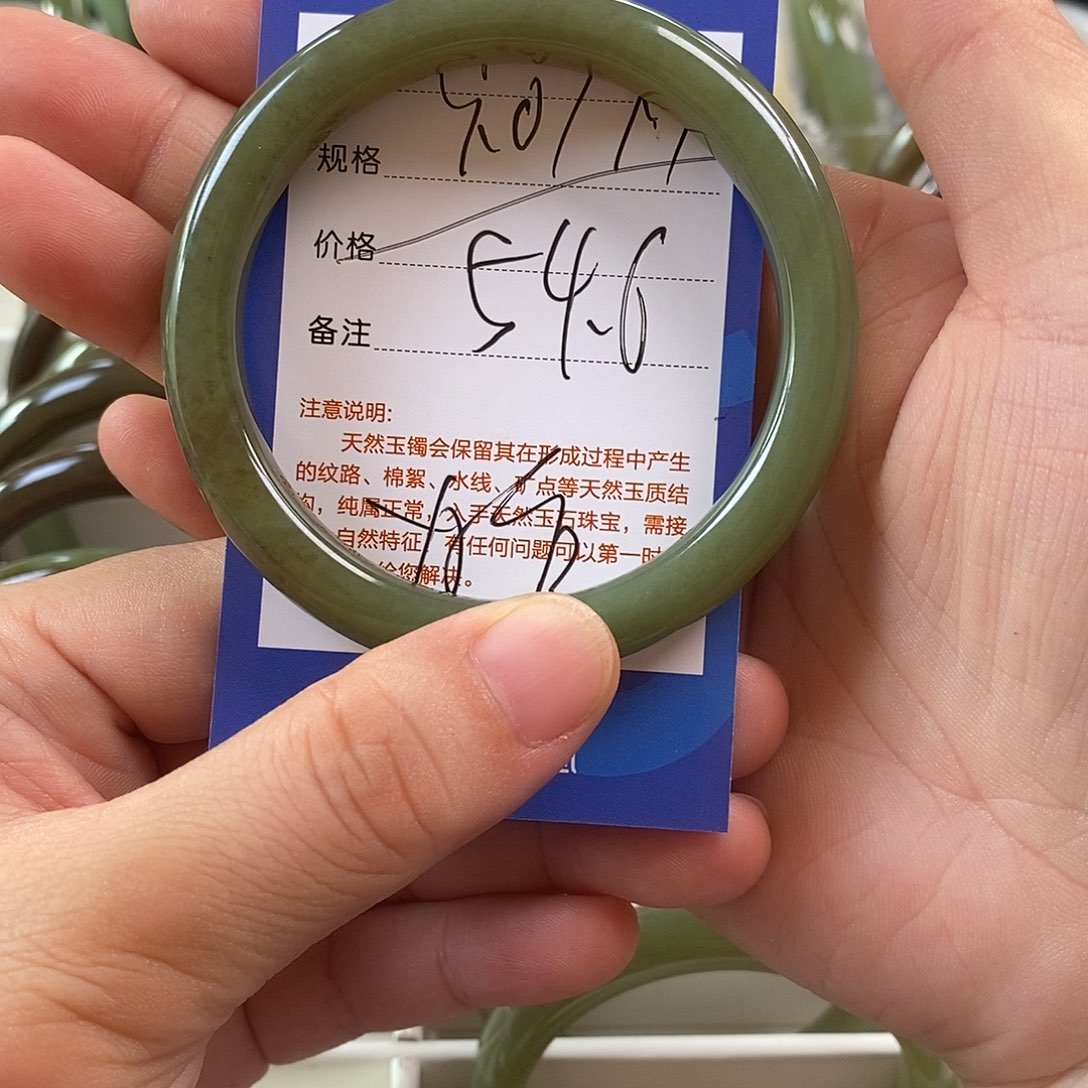 规格
价格 54.6
备注
注意说明:
天然玉镯会保留其在形成过程中产生
的纹路、棉絮、水线、矿点等天然玉质结
构，纯属正常，入手天然玉石珠宝，需接
自然特征，有任何问题可以第一时
给您解决。